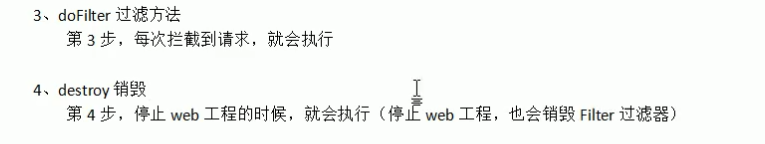 3、doFilter 过滤方法
第 3 步，每次拦截到请求，就会执行
4、destroy 销毁
第 4 步，停止 web 工程的时候，就会执行（停止 web 工程，也会销毁 Filter 过滤器）